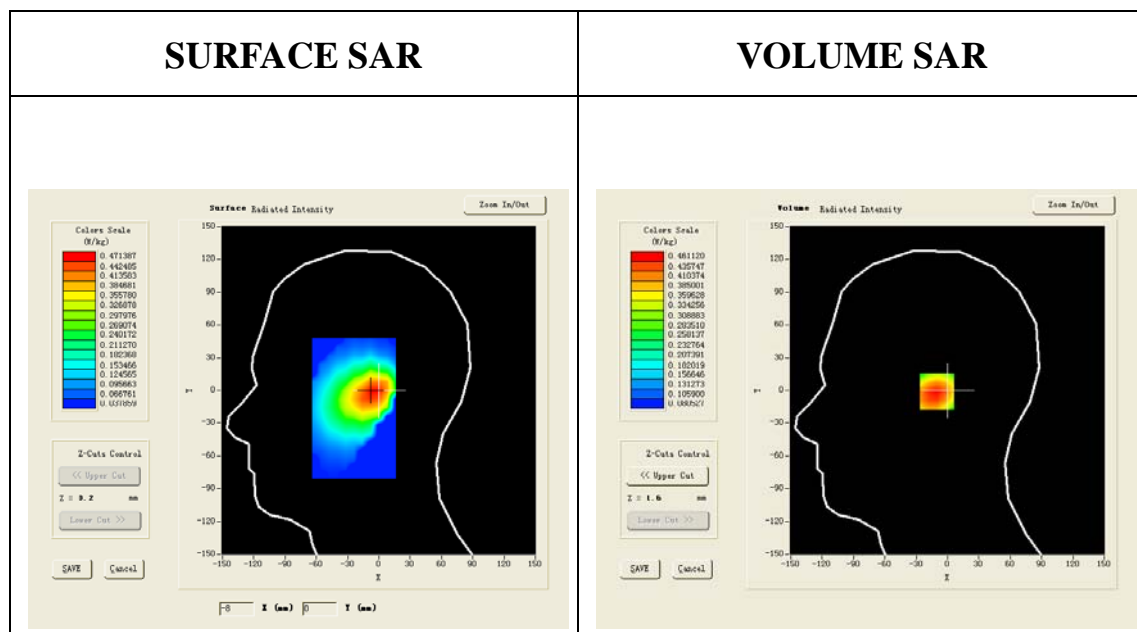 SURFACE SAR
VOLUME SAR
Surface Radiated Intensity
Zoom In/Out
Colors Scale
(W/kg)
0.471387
0.442485
0.413583
0.384681
0.355780
0.326878
0.297976
0.269074
0.240172
0.211270
0.182368
0.153466
0.124565
0.095663
0.066761
0.037859
150
120
90
60
30
0
-30
-60
-90
-120
-150
Y
-150 -120 -90 -60 -30 0 30 60 90 120 150
X
Z-Cuts Control
<< Upper Cut
mm
Lower Cut >>
SAVE
Cancel
-8 X (mm) 0 Y (mm)
Volume Radiated Intensity
Zoom In/Out
Colors Scale
(W/kg)
0.461120
0.435747
0.410374
0.385001
0.359628
0.334256
0.308883
0.283510
0.258137
0.232764
0.207391
0.182019
0.156646
0.131273
0.105900
0.080527
150
120
90
60
30
0
-30
-60
-90
-120
-150
Y
-150 -120 -90 -60 -30 0 30 60 90 120 150
X
Z-Cuts Control
<< Upper Cut
Z = 1.6 mm
Lower Cut >>
SAVE
Cancel